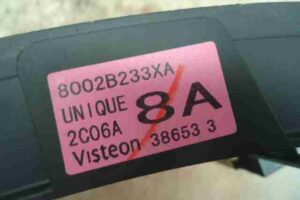 8002B233XA
UNIQUE 8A
2C06A
Visteon 38653 3